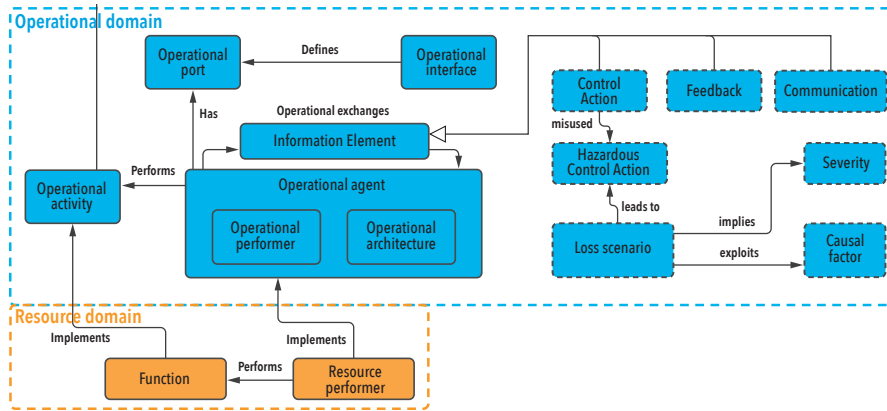 Operational domain
Operational
port
Defines
Operational
interface
Control
Action
Feedback
Communication
Has
Operational exchanges
Information Element
misused
Hazardous
Control Action
Severity
Performs
Operational
activity
Operational agent
Operational
performer
Operational
architecture
leads to
implies
Loss scenario
exploits
Causal
factor
Resource domain
Implements
Implements
Function
Performs
Resource
performer